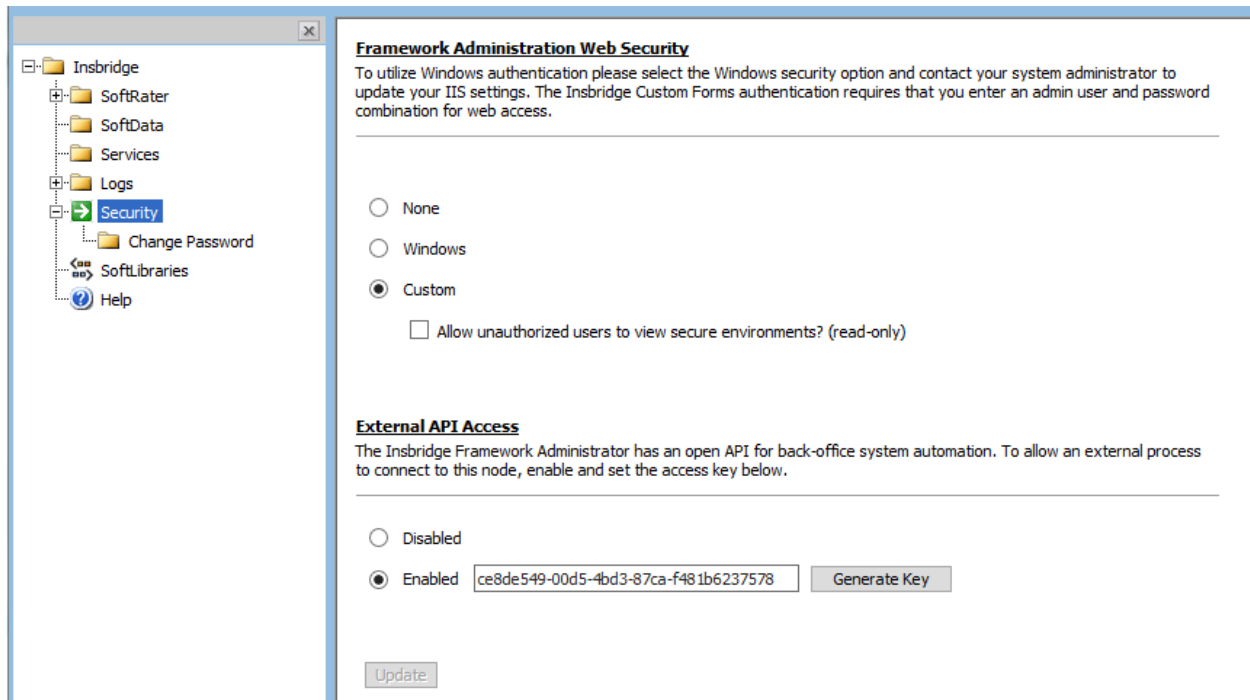 Insbridge
SoftRater
SoftData
Services
Logs
Security
Change Password
SoftLibraries
Help
Framework Administration Web Security
To utilize Windows authentication please select the Windows security option and contact your system administrator to
update your IIS settings. The Insbridge Custom Forms authentication requires that you enter an admin user and password
combination for web access.
None
Windows
Custom
Allow unauthorized users to view secure environments? (read-only)
External API Access
The Insbridge Framework Administrator has an open API for back-office system automation. To allow an external process
to connect to this node, enable and set the access key below.
Disabled
Enabled ce8de549-00d5-4bd3-87ca-f481b6237578 Generate Key
Update